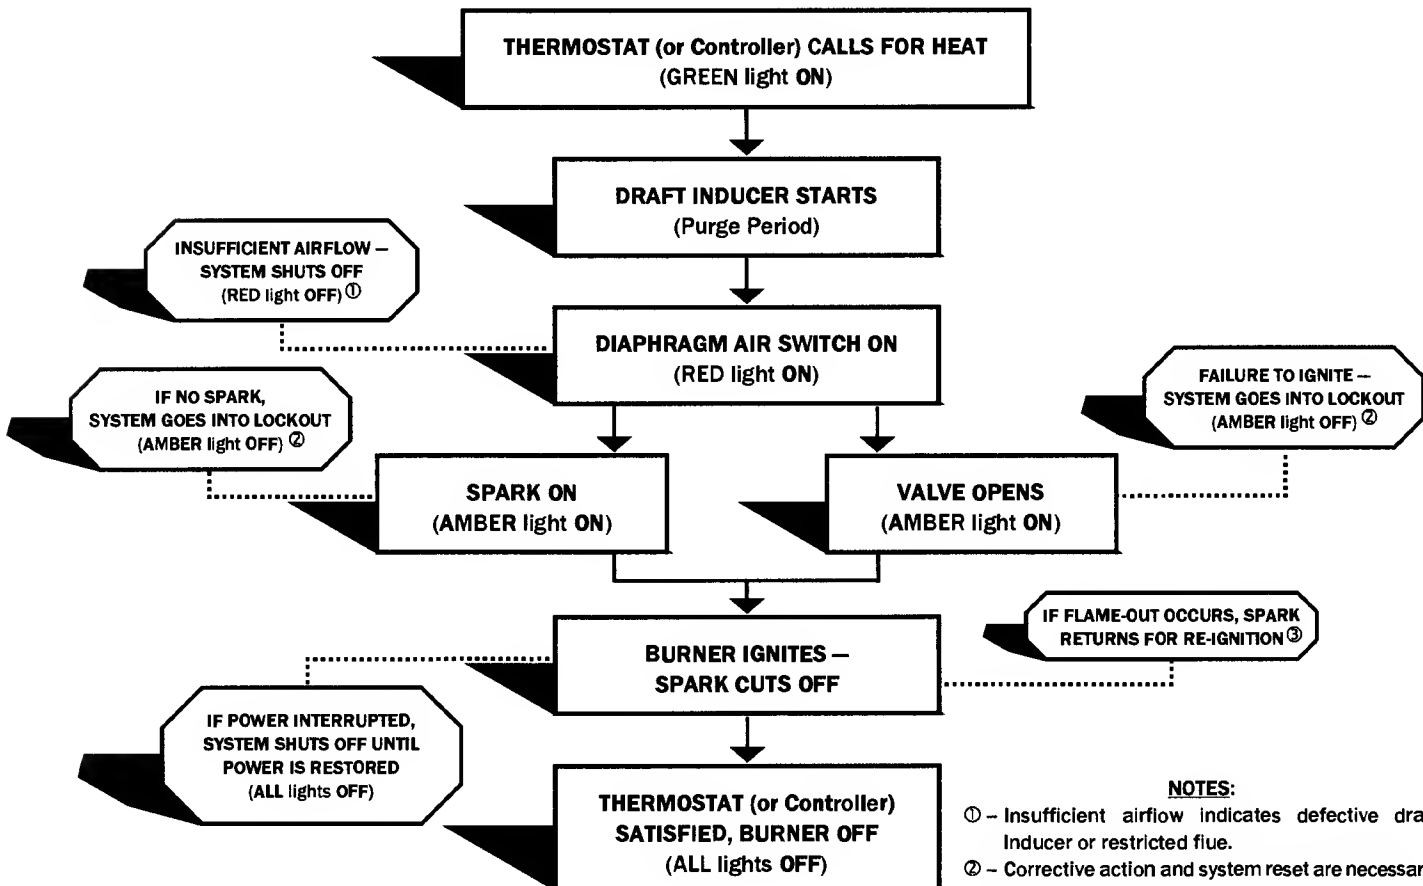 THERMOSTAT (or Controller) CALLS FOR HEAT
(GREEN light ON)
DRAFT INDUCER STARTS
(Purge Period)
INSUFFICIENT AIRFLOW –
SYSTEM SHUTS OFF
(RED light OFF) ①
DIAPHRAGM AIR SWITCH ON
(RED light ON)
IF NO SPARK,
SYSTEM GOES INTO LOCKOUT
(AMBER light OFF) ②
FAILURE TO IGNITE –
SYSTEM GOES INTO LOCKOUT
(AMBER light OFF) ②
SPARK ON
(AMBER light ON)
VALVE OPENS
(AMBER light ON)
IF FLAME-OUT OCCURS, SPARK
RETURNS FOR RE-IGNITION ③
BURNER IGNITES –
SPARK CUTS OFF
IF POWER INTERRUPTED,
SYSTEM SHUTS OFF UNTIL
POWER IS RESTORED
(ALL lights OFF)
THERMOSTAT (or Controller)
SATISFIED, BURNER OFF
(ALL lights OFF)
NOTES:
① – Insufficient airflow indicates defective
Inducer or restricted flue.
② – Corrective action and system reset are